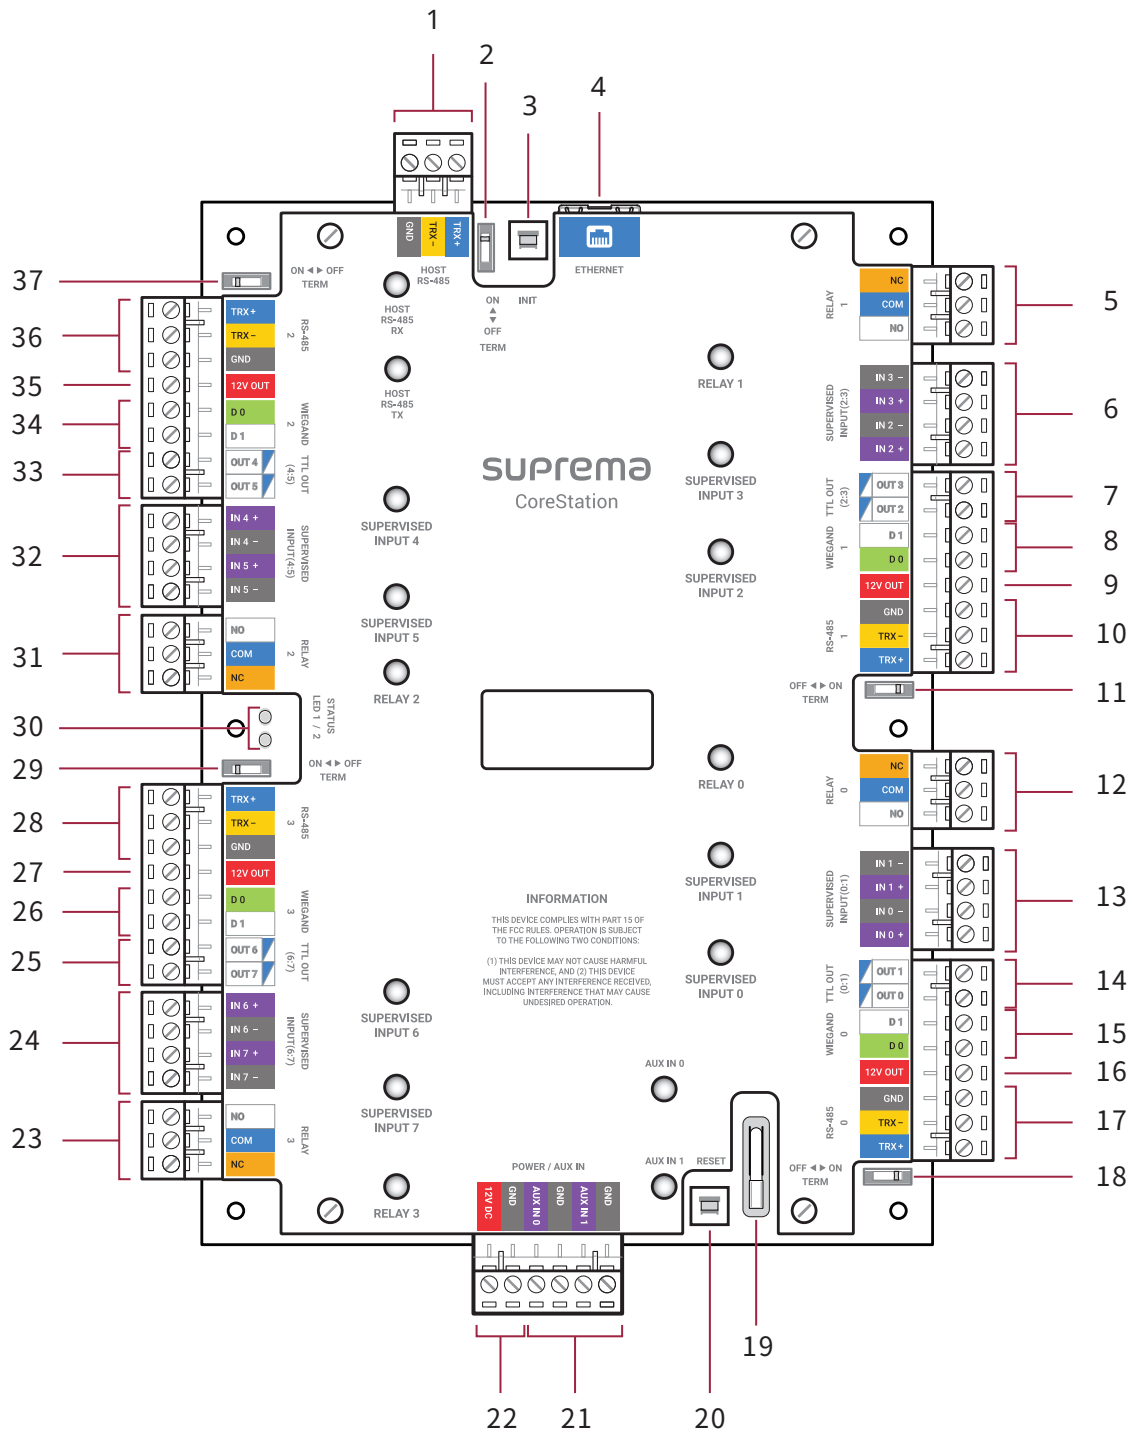 1
2
3
4
GND
TRX -
TRX +
HOST
RS-485
ON
OFF
TERM
INIT
ETHERNET
HOST
RS-485
RX
HOST
RS-485
TX
37
ON ◀ ▶ OFF
TERM
36
TRX +
TRX -
GND
RS-485
2
35
12V OUT
34
D 0
D 1
WIEGAND
2
33
OUT 4
OUT 5
TTL OUT
(4:5)
32
IN 4 +
IN 4 -
IN 5 +
IN 5 -
SUPERVISED
INPUT(4:5)
31
NO
COM
NC
RELAY
2
30
STATUS
LED 1 / 2
29
ON ◀ ▶ OFF
TERM
28
TRX +
TRX -
GND
RS-485
3
27
12V OUT
26
D 0
D 1
WIEGAND
3
25
OUT 6
OUT 7
TTL OUT
(6:7)
24
IN 6 +
IN 6 -
IN 7 +
IN 7 -
SUPERVISED
INPUT(6:7)
23
NO
COM
NC
RELAY
3
SUPERVISED
INPUT 4
SUPERVISED
INPUT 5
RELAY 2
SUPERVISED
INPUT 6
SUPERVISED
INPUT 7
RELAY 3
suprema
CoreStation
INFORMATION
THIS DEVICE COMPLIES WITH PART 15 OF
THE FCC RULES. OPERATION IS SUBJECT
TO THE FOLLOWING TWO CONDITIONS:
(1) THIS DEVICE MAY NOT CAUSE HARMFUL
INTERFERENCE, AND (2) THIS DEVICE
MUST ACCEPT ANY INTERFERENCE RECEIVED,
INCLUDING INTERFERENCE THAT MAY CAUSE
UNDESIRED OPERATION.
RELAY 1
SUPERVISED
INPUT 3
SUPERVISED
INPUT 2
RELAY 0
SUPERVISED
INPUT 1
SUPERVISED
INPUT 0
AUX IN 0
AUX IN 1
RESET
RELAY
1
NC
COM
NO
5
SUPERVISED
INPUT(2:3)
IN 3 -
IN 3 +
IN 2 -
IN 2 +
6
TTL OUT
(2:3)
OUT 3
OUT 2
7
WIEGAND
1
D 1
D 0
8
12V OUT
9
RS-485
1
GND
TRX -
TRX +
10
OFF ◀ ▶ ON
TERM
11
RELAY
0
NC
COM
NO
12
SUPERVISED
INPUT(0:1)
IN 1 -
IN 1 +
IN 0 -
IN 0 +
13
TTL OUT
(0:1)
OUT 1
OUT 0
14
WIEGAND
0
D 1
D 0
15
12V OUT
16
RS-485
0
GND
TRX -
TRX +
17
OFF ◀ ▶ ON
TERM
18
POWER / AUX IN
12V DC
GND
AUX IN 0
GND
AUX IN 1
GND
19
22
21
20